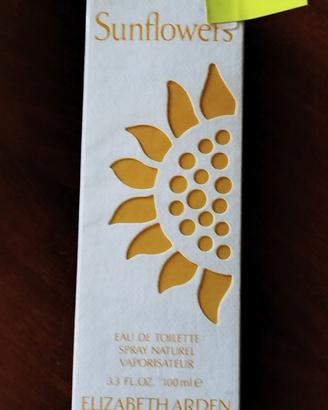 Sunflowers
EAU DE TOILETTE
SPRAY NATUREL
VAPORISATEUR
3.3 FL.OZ. 100 ml ℮
ELIZABETH ARDEN